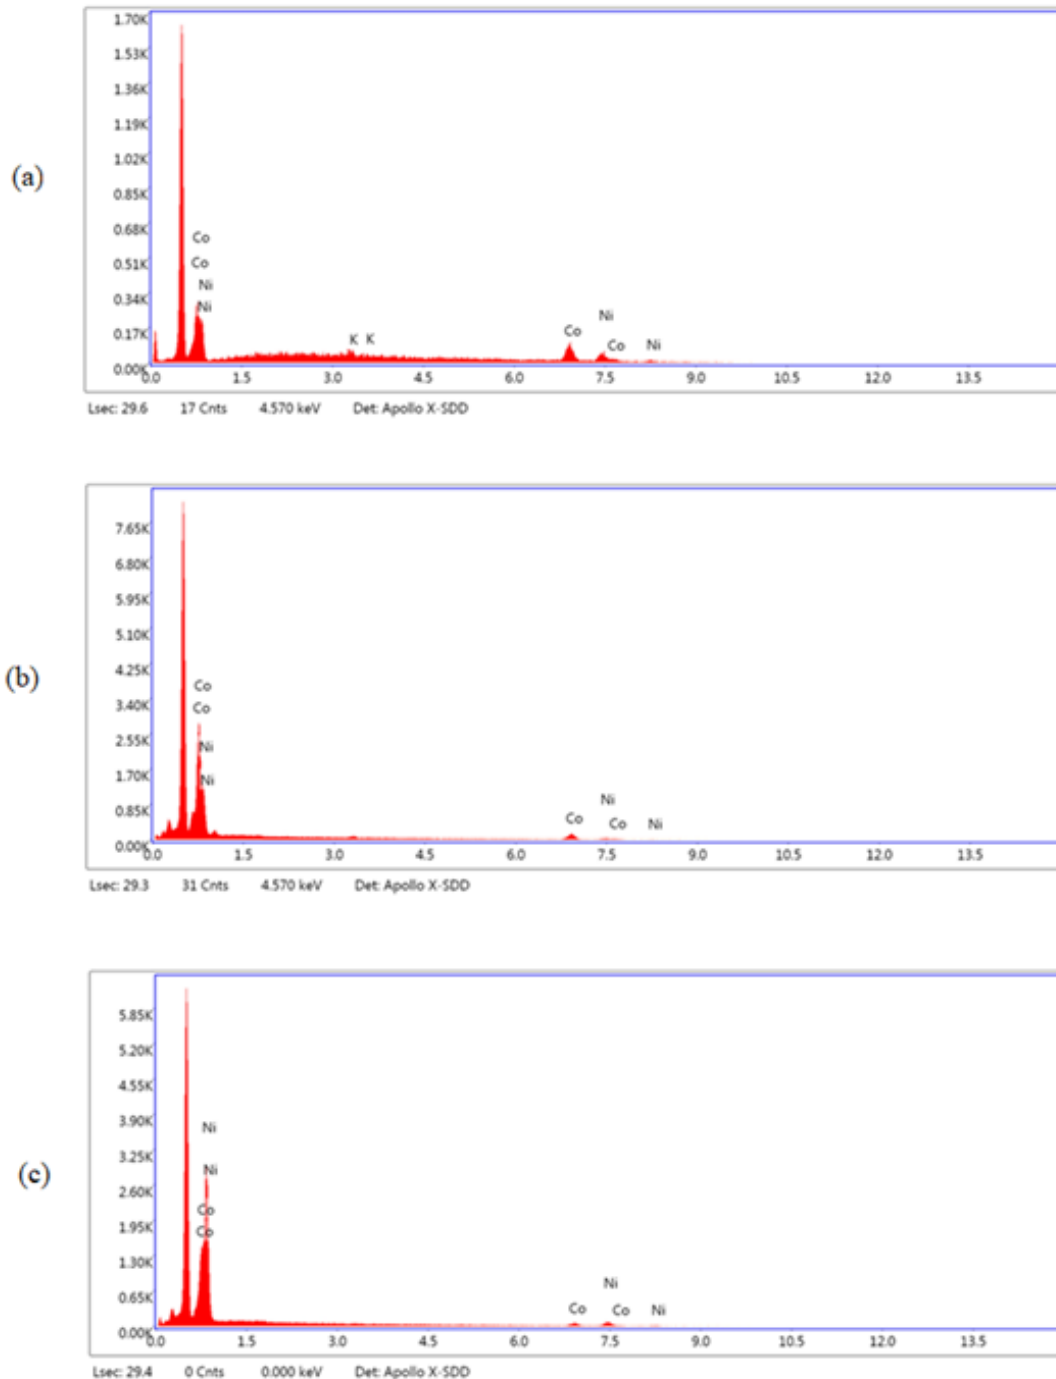 (a)
1.70K
1.53K
1.36K
1.19K
1.02K
0.85K
0.68K
0.51K
0.34K
0.17K
0.00K
Co
Co
Ni
Ni
K K
Co
Ni
Co
Ni
0.0 1.5 3.0 4.5 6.0 7.5 9.0 10.5 12.0 13.5
Lsec: 29.6 17 Cnts 4.570 keV Det: Apollo X-SDD
(b)
7.65K
6.80K
5.95K
5.10K
4.25K
3.40K
2.55K
1.70K
0.85K
0.00K
Co
Co
Ni
Ni
Co
Ni
Co
Ni
0.0 1.5 3.0 4.5 6.0 7.5 9.0 10.5 12.0 13.5
Lsec: 29.3 31 Cnts 4.570 keV Det: Apollo X-SDD
(c)
5.85K
5.20K
4.55K
3.90K
3.25K
2.60K
1.95K
1.30K
0.65K
0.00K
Ni
Ni
Co
Co
Co
Ni
Co
Ni
0.0 1.5 3.0 4.5 6.0 7.5 9.0 10.5 12.0 13.5
Lsec: 29.4 0 Cnts 0.000 keV Det: Apollo X-SDD